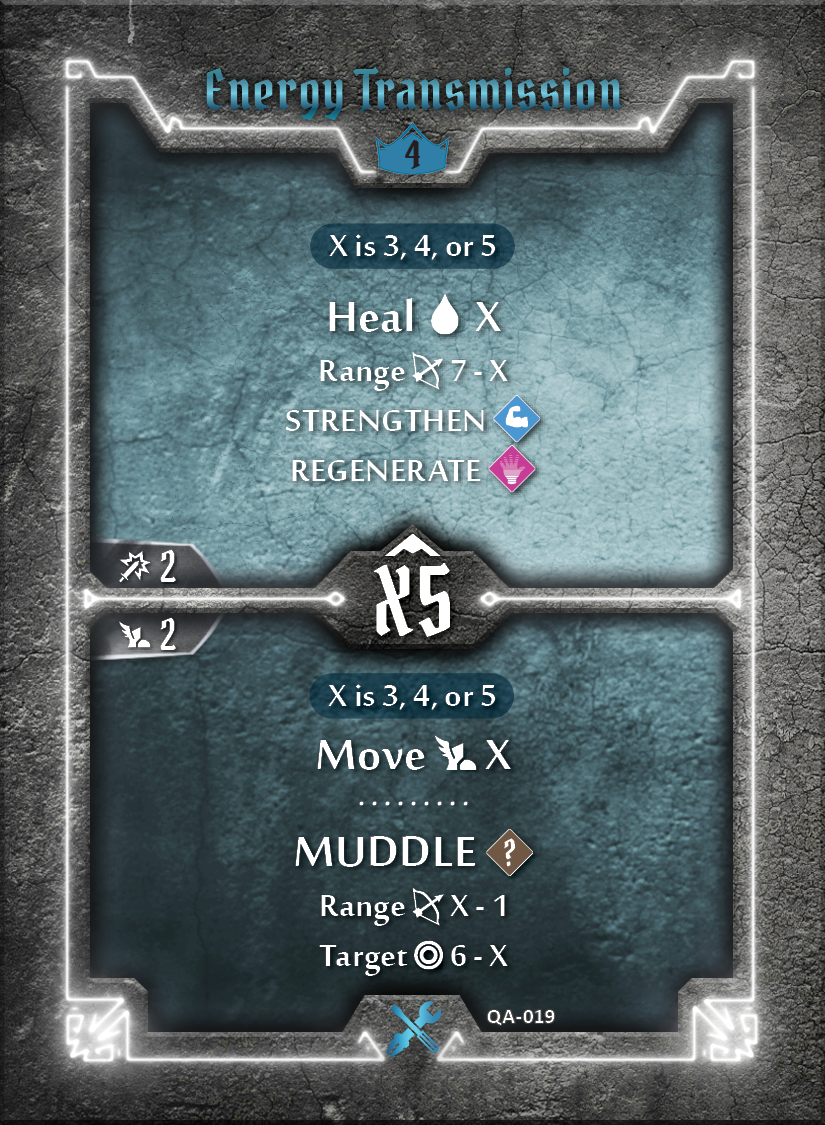 Energy Transmission
4
X is 3, 4, or 5
Heal X
Range 7 - X
STRENGTHEN
REGENERATE
2
X5
2
X is 3, 4, or 5
Move X
.........
MUDDLE ?
Range X - 1
Target 6 - X
QA-019